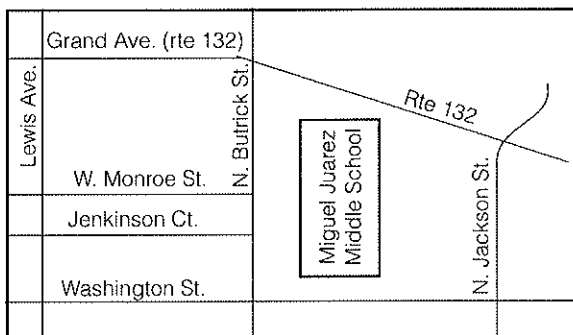 Grand Ave. (rte 132)
Lewis Ave.
N. Butrick St.
Rte 132
W. Monroe St.
Miguel Juarez
Middle School
N. Jackson St.
Jenkinson Ct.
Washington St.